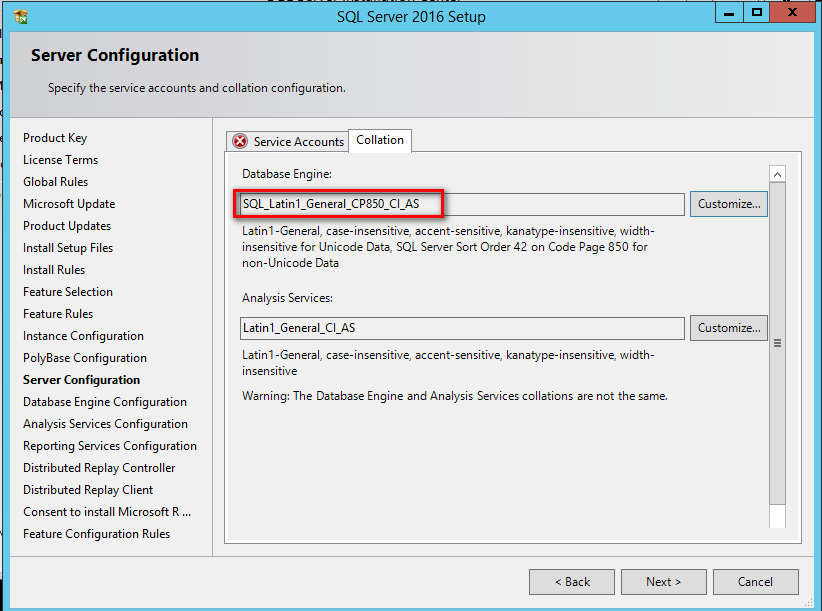 SQL Server 2016 Setup
Server Configuration
Specify the service accounts and collation configuration.
Product Key
License Terms
Global Rules
Microsoft Update
Product Updates
Install Setup Files
Install Rules
Feature Selection
Feature Rules
Instance Configuration
PolyBase Configuration
Server Configuration
Database Engine Configuration
Analysis Services Configuration
Reporting Services Configuration
Distributed Replay Controller
Distributed Replay Client
Consent to install Microsoft R ...
Feature Configuration Rules
Service Accounts
Collation
Database Engine:
SQL_Latin1_General_CP850_CI_AS
Customize...
Latin1-General, case-insensitive, accent-sensitive, kanatype-insensitive, width-
insensitive for Unicode Data, SQL Server Sort Order 42 on Code Page 850 for
non-Unicode Data
Analysis Services:
Latin1_General_CI_AS
Customize...
Latin1-General, case-insensitive, accent-sensitive, kanatype-insensitive, width-
insensitive
Warning: The Database Engine and Analysis Services collations are not the same.
< Back
Next >
Cancel